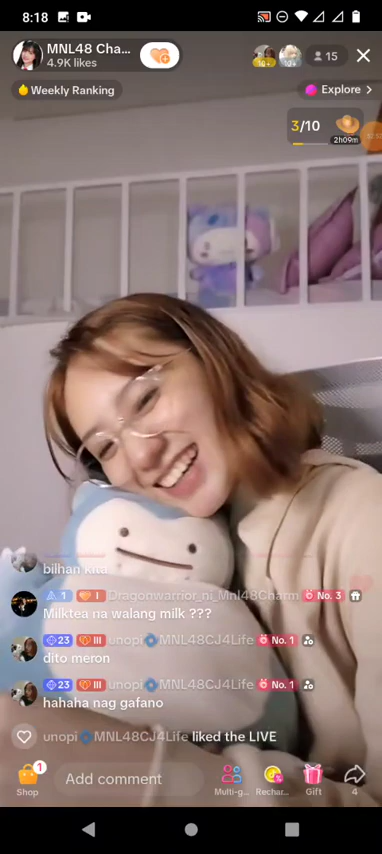 8:18
MNL48 Cha...
4.9K likes
10+
10+
15
Weekly Ranking
Explore >
3/10
2h09m
bilhan kita
1 I Dragonwarrior_ni_Mnl48Charm No. 3
Milktea na walang milk ???
23 III unopi MNL48CJ4Life No. 1
dito meron
23 III unopi MNL48CJ4Life No. 1
hahaha nag gafano
unopi MNL48CJ4Life liked the LIVE
1
Shop
Add comment
Multi-g...
Rechar...
Gift
4